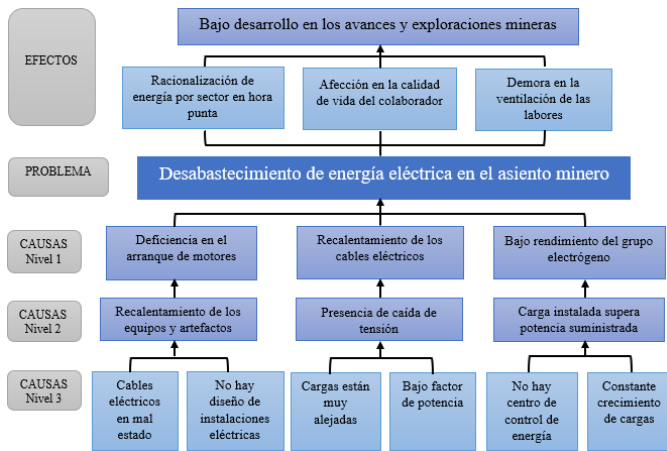 Bajo desarrollo en los avances y exploraciones mineras
EFECTOS
Racionalización de
energía por sector en hora
punta
Afección en la calidad
de vida del colaborador
Demora en la
ventilación de las
labores
PROBLEMA
Desabastecimiento de energía eléctrica en el asiento minero
CAUSAS
Nivel 1
Deficiencia en el
arranque de motores
Recalentamiento de los
cables eléctricos
Bajo rendimiento del grupo
electrógeno
CAUSAS
Nivel 2
Recalentamiento de los
equipos y artefactos
Presencia de caída de
tensión
Carga instalada supera
potencia suministrada
CAUSAS
Nivel 3
Cables
eléctricos
en mal
estado
No hay
diseño de
instalaciones
eléctricas
Cargas están
muy
alejadas
Bajo factor
de potencia
No hay
centro de
control de
energía
Constante
crecimiento
de cargas